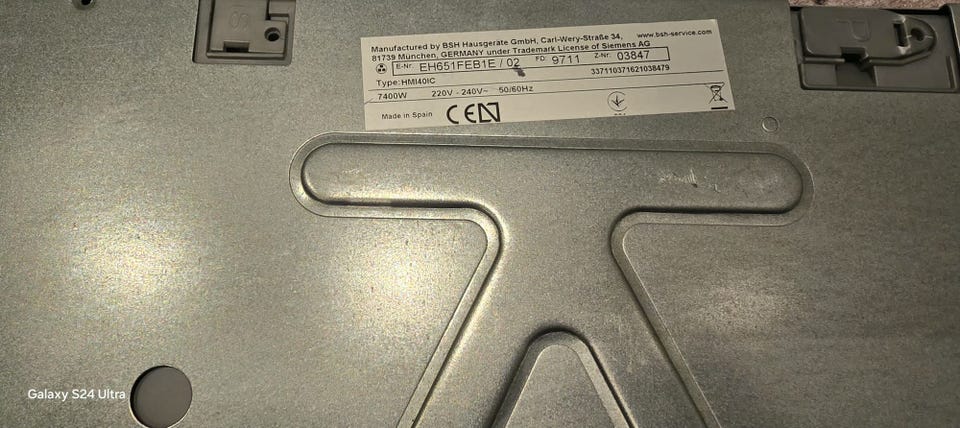 Manufactured by BSH Hausgeräte GmbH, Carl-Wery-Straße 34, www.bsh-service.com
81739 München, GERMANY under Trademark License of Siemens AG
E-Nr. EH651FEB1E / 02 FD: 9711 Z-Nr. 03847
Type: HMI40IC 337110371621038479
7400W 220V - 240V~ 50/60Hz
Made in Spain CE N
S
Galaxy S24 Ultra